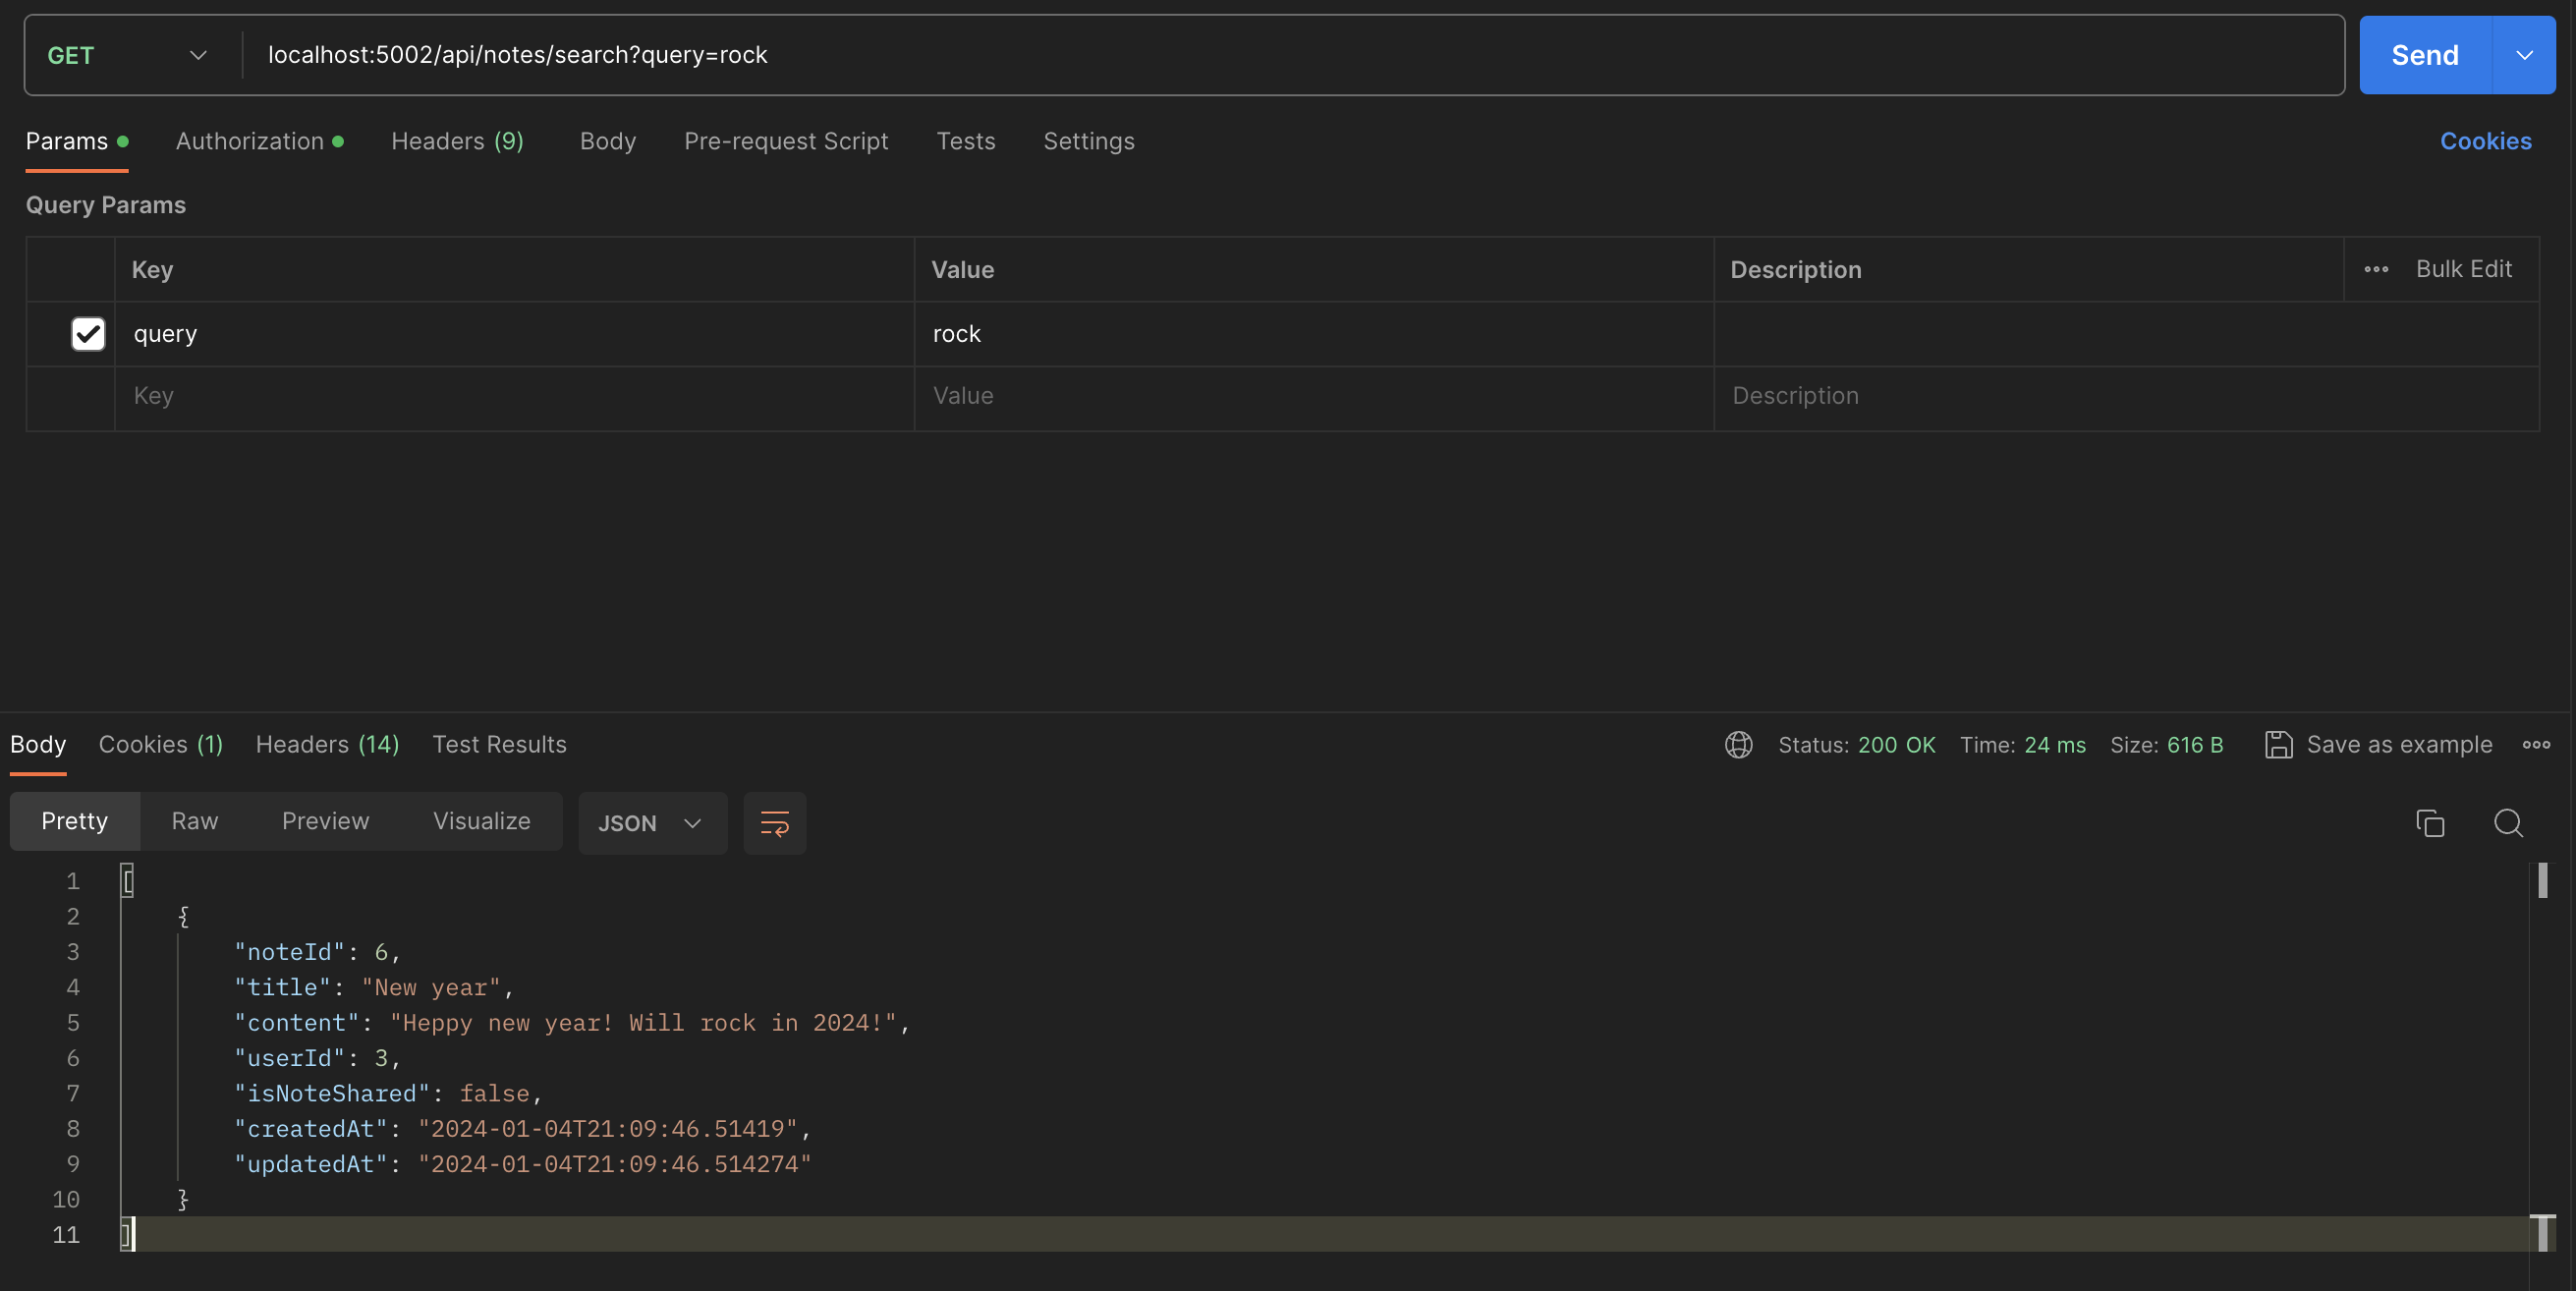 GET localhost:5002/api/notes/search?query=rock Send
Params Authorization Headers (9) Body Pre-request Script Tests Settings Cookies
Query Params
Key Value Description Bulk Edit
query rock
Key Value Description
Body Cookies (1) Headers (14) Test Results Status: 200 OK Time: 24 ms Size: 616 B Save as example
Pretty Raw Preview Visualize JSON
1 [
2 {
3 "noteId": 6,
4 "title": "New year",
5 "content": "Heppy new year! Will rock in 2024!",
6 "userId": 3,
7 "isNoteShared": false,
8 "createdAt": "2024-01-04T21:09:46.51419",
9 "updatedAt": "2024-01-04T21:09:46.514274"
10 }
11 ]